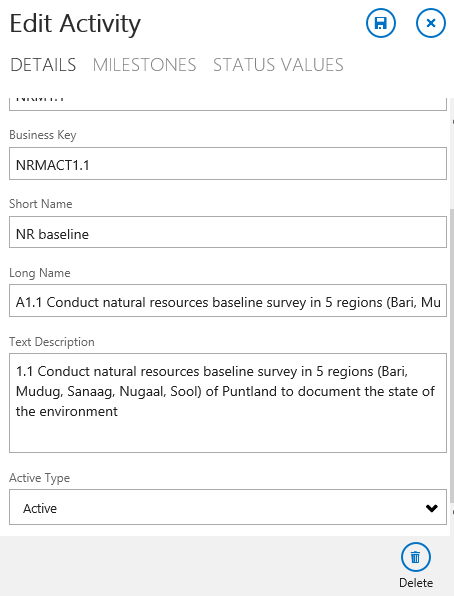 Edit Activity
DETAILS MILESTONES STATUS VALUES
Business Key
NRMACT1.1
Short Name
NR baseline
Long Name
A1.1 Conduct natural resources baseline survey in 5 regions (Bari, Mu
Text Description
1.1 Conduct natural resources baseline survey in 5 regions (Bari,
Mudug, Sanaag, Nugaal, Sool) of Puntland to document the state of
the environment
Active Type
Active
Delete